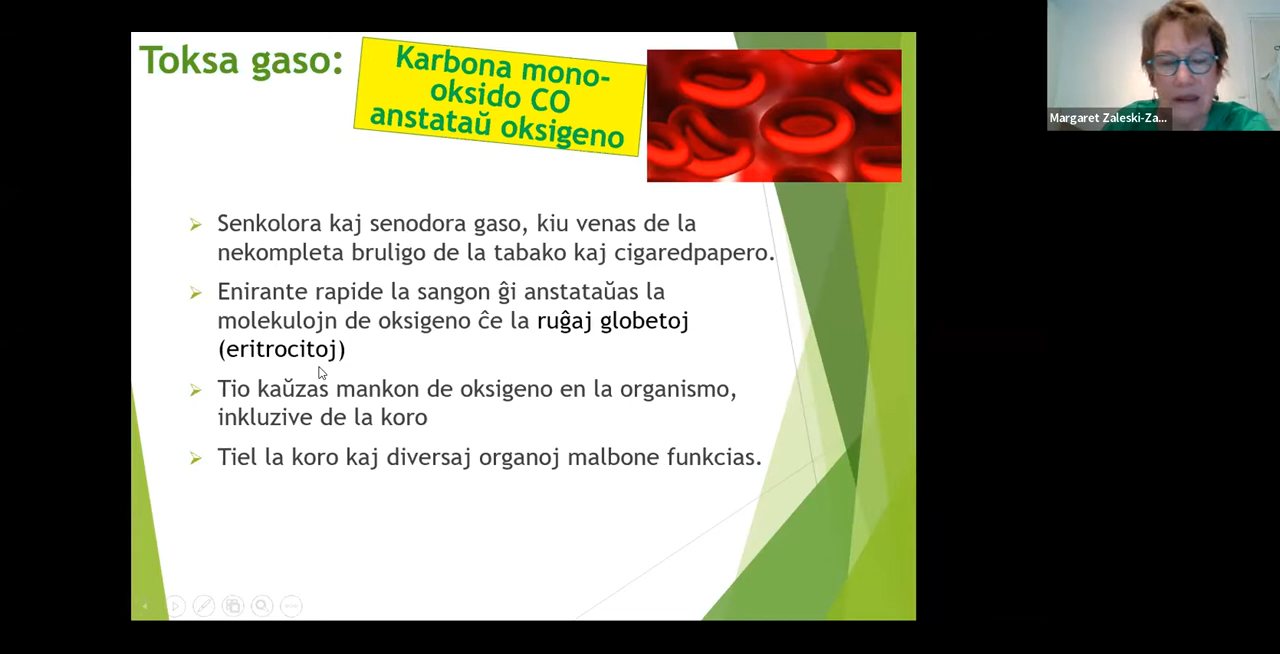 Toksa gaso:
Karbona mono-
oksido CO
anstataŭ oksigeno
Senkolora kaj senodora gaso, kiu venas de la
nekompleta bruligo de la tabako kaj cigaredpapero.
Enirante rapide la sangon ĝi anstataŭas la
molekulojn de oksigeno ĉe la ruĝaj globetoj
(eritrocitoj)
Tio kaŭzas mankon de oksigeno en la organismo,
inkluzive de la koro
Tiel la koro kaj diversaj organoj malbone funkcias.
Margaret Zaleski-Za...